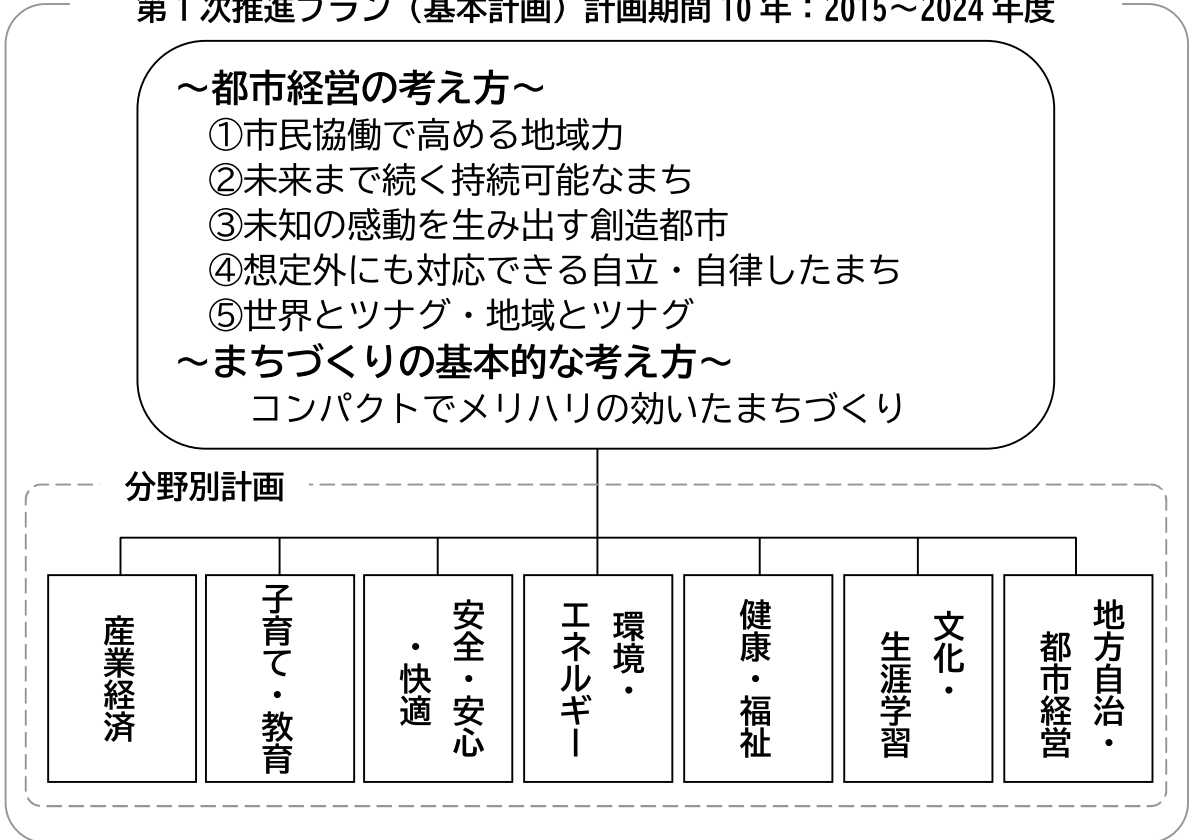 第1次推進プラン（基本計画）計画期間10年：2015～2024年度
～都市経営の考え方～
①市民協働で高める地域力
②未来まで続く持続可能なまち
③未知の感動を生み出す創造都市
④想定外にも対応できる自立・自律したまち
⑤世界とツナグ・地域とツナグ
～まちづくりの基本的な考え方～
コンパクトでメリハリの効いたまちづくり
分野別計画
産業経済
子育て・教育
安全・安心
・快適
環境・
エネルギー
健康・福祉
文化・
生涯学習
地方自治・
都市経営